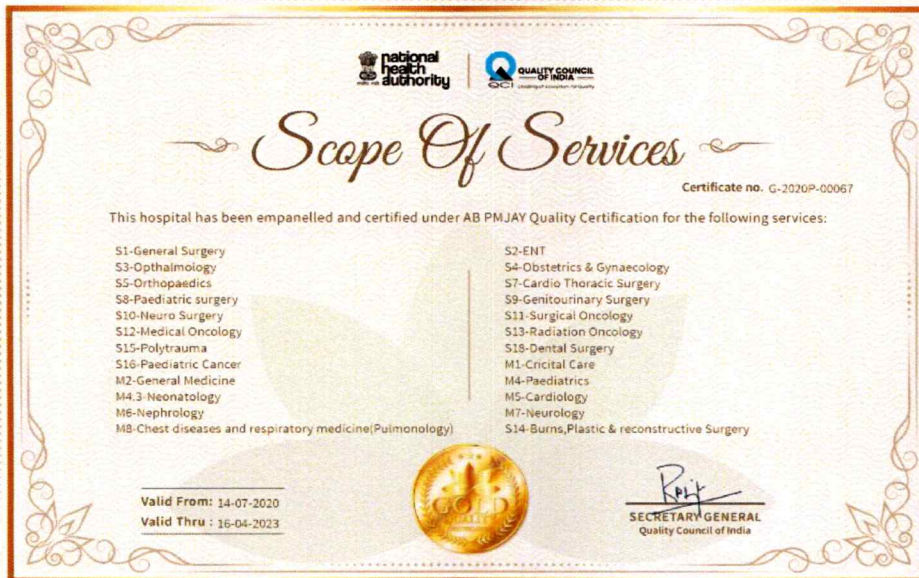 national
health
authority
QUALITY COUNCIL
OF INDIA
QCI
Scope Of Services
Certificate no. G-2020P-00067
This hospital has been empanelled and certified under AB PMJAY Quality Certification for the following services:
S1-General Surgery
S3-Opthalmology
S5-Orthopaedics
S8-Paediatric surgery
S10-Neuro Surgery
S12-Medical Oncology
S15-Polytrauma
S16-Paediatric Cancer
M2-General Medicine
M4.3-Neonatology
M6-Nephrology
M8-Chest diseases and respiratory medicine(Pulmonology)
S2-ENT
S4-Obstetrics & Gynaecology
S7-Cardio Thoracic Surgery
S9-Genitourinary Surgery
S11-Surgical Oncology
S13-Radiation Oncology
S18-Dental Surgery
M1-Cricital Care
M4-Paediatrics
M5-Cardiology
M7-Neurology
S14-Burns,Plastic & reconstructive Surgery
Valid From: 14-07-2020
Valid Thru : 16-04-2023
GOLD
SECRETARY GENERAL
Quality Council of India